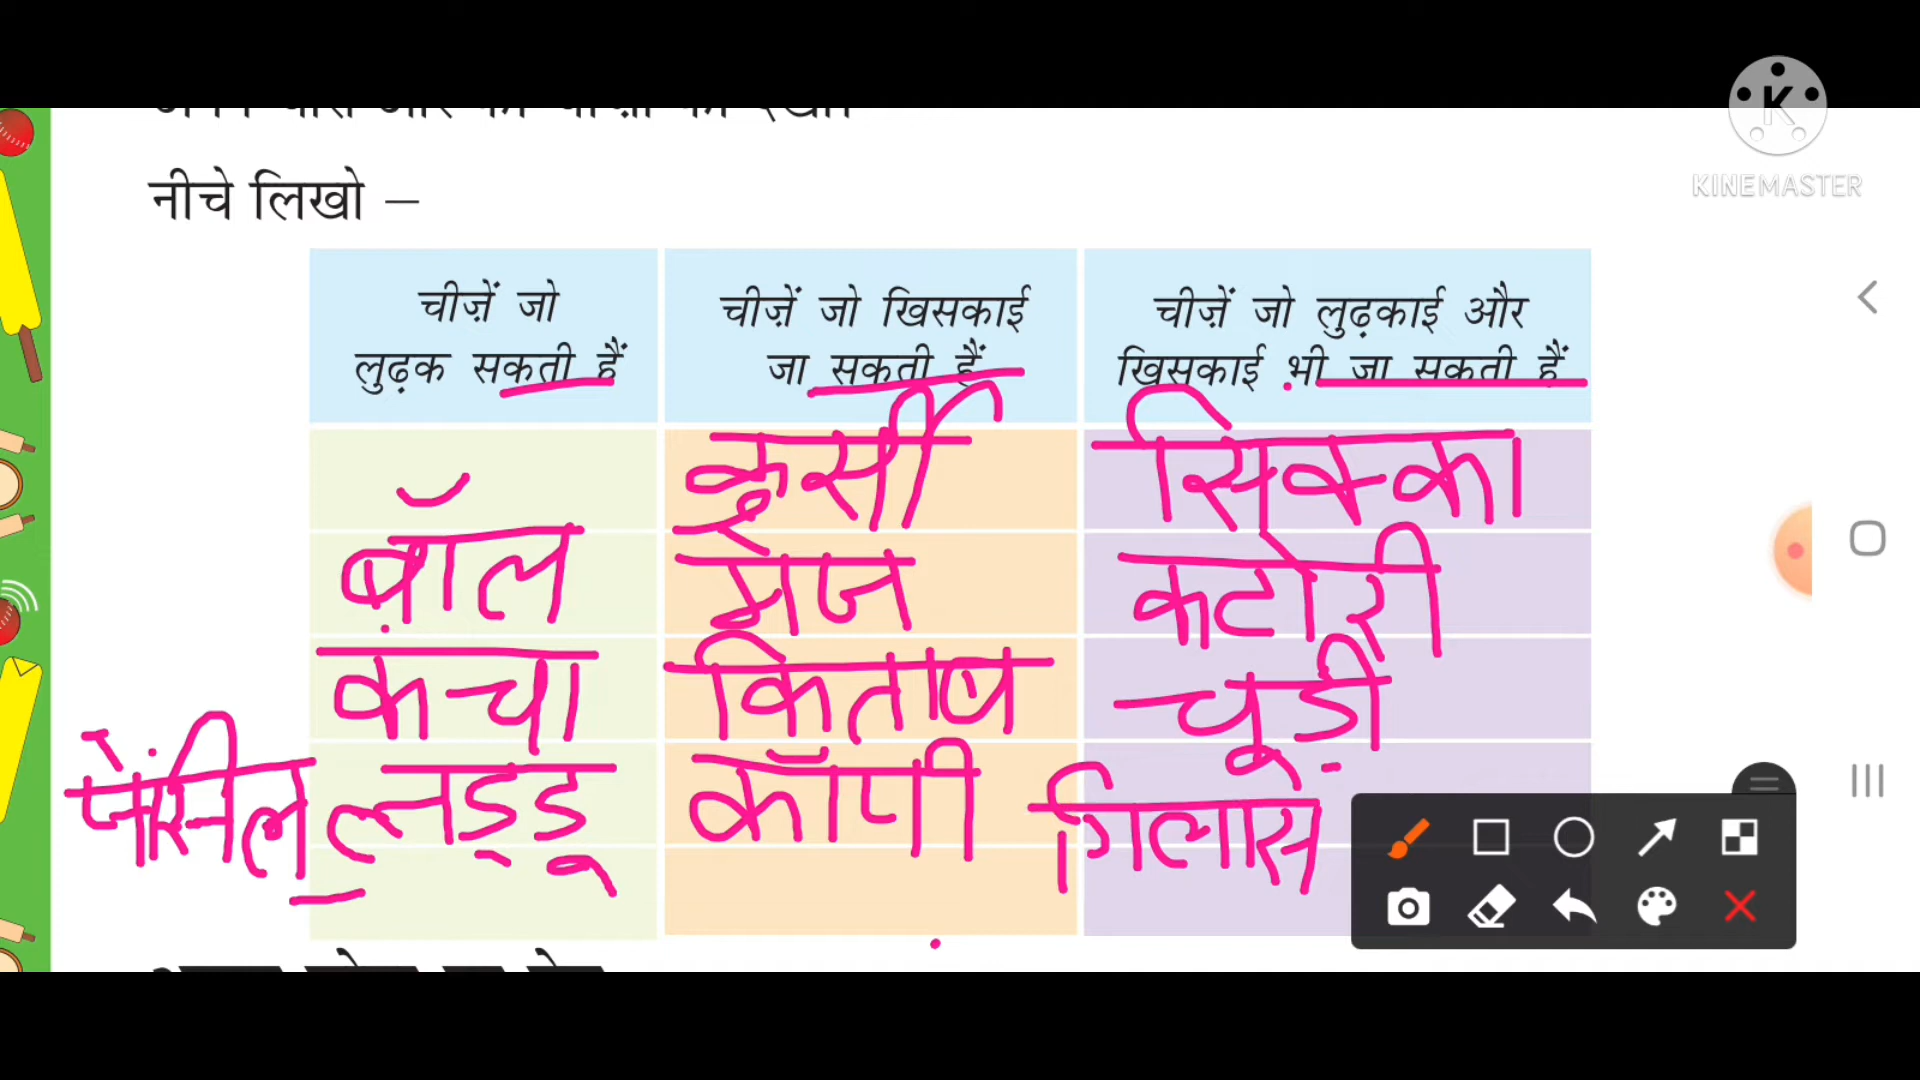 नीचे लिखो –
KINEMASTER
चीज़ें जो
लुढ़क सकती हैं
चीज़ें जो खिसकाई
जा सकती हैं
चीज़ें जो लुढ़काई और
खिसकाई भी जा सकती हैं
कुर्सी
सिक्का
बॉल
मेज
कटोरी
कंचा
किताब
चूड़ी
पेंसील
लड्डू
कॉपी
गिलास